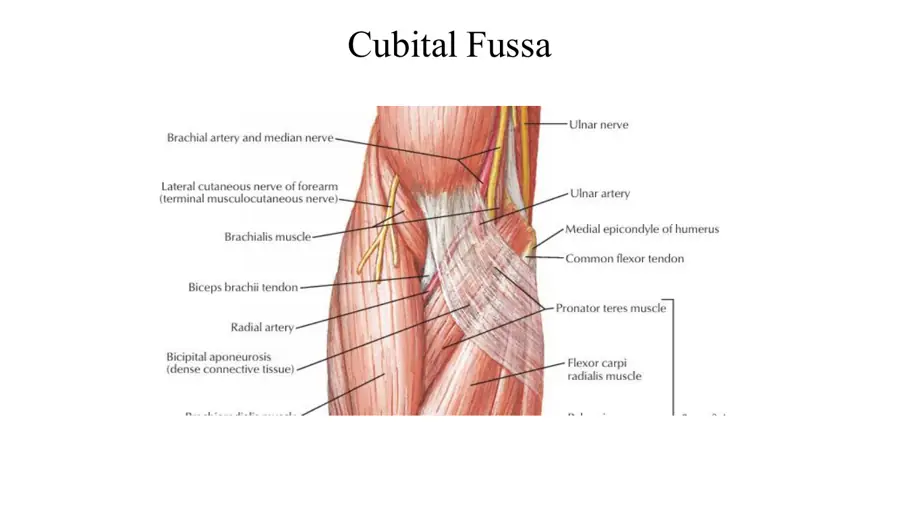 Cubital Fussa
Brachial artery and median nerve
Lateral cutaneous nerve of forearm
(terminal musculocutaneous nerve)
Brachialis muscle
Biceps brachii tendon
Radial artery
Bicipital aponeurosis
(dense connective tissue)
Brachioradialis muscle
Ulnar nerve
Ulnar artery
Medial epicondyle of humerus
Common flexor tendon
Pronator teres muscle
Flexor carpi
radialis muscle